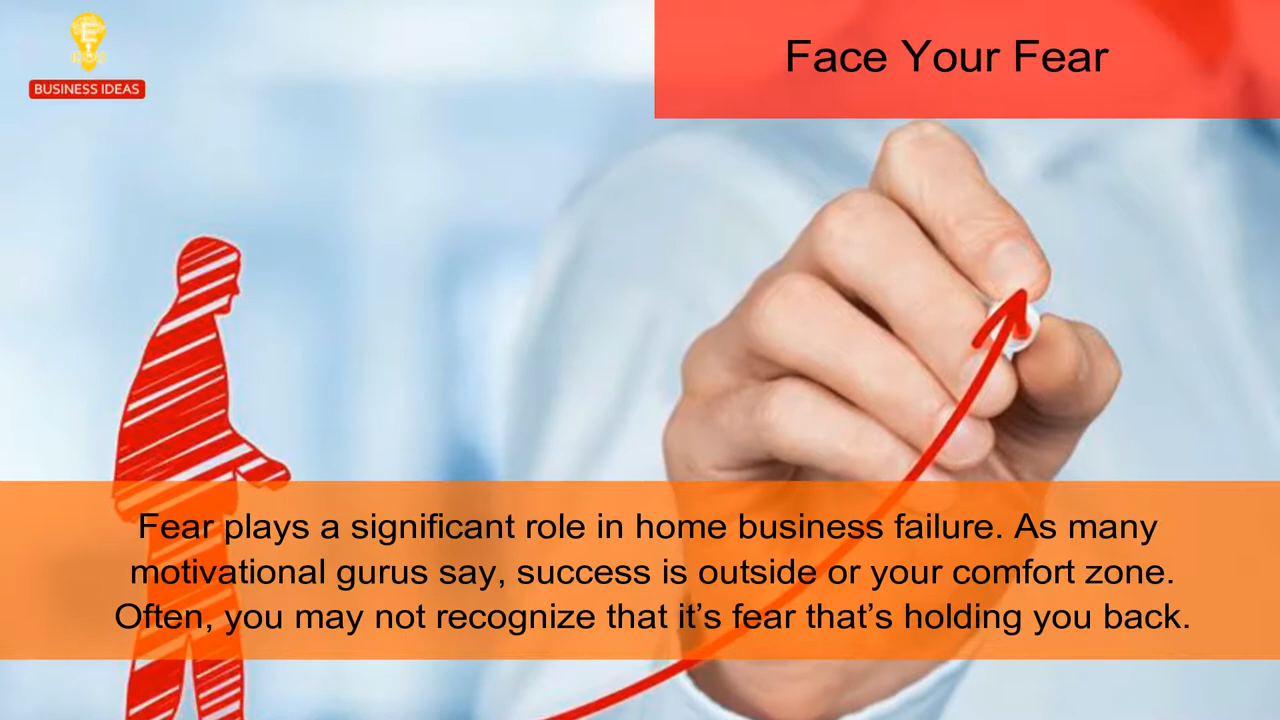 BUSINESS IDEAS
Face Your Fear
Fear plays a significant role in home business failure. As many
motivational gurus say, success is outside or your comfort zone.
Often, you may not recognize that it’s fear that’s holding you back.